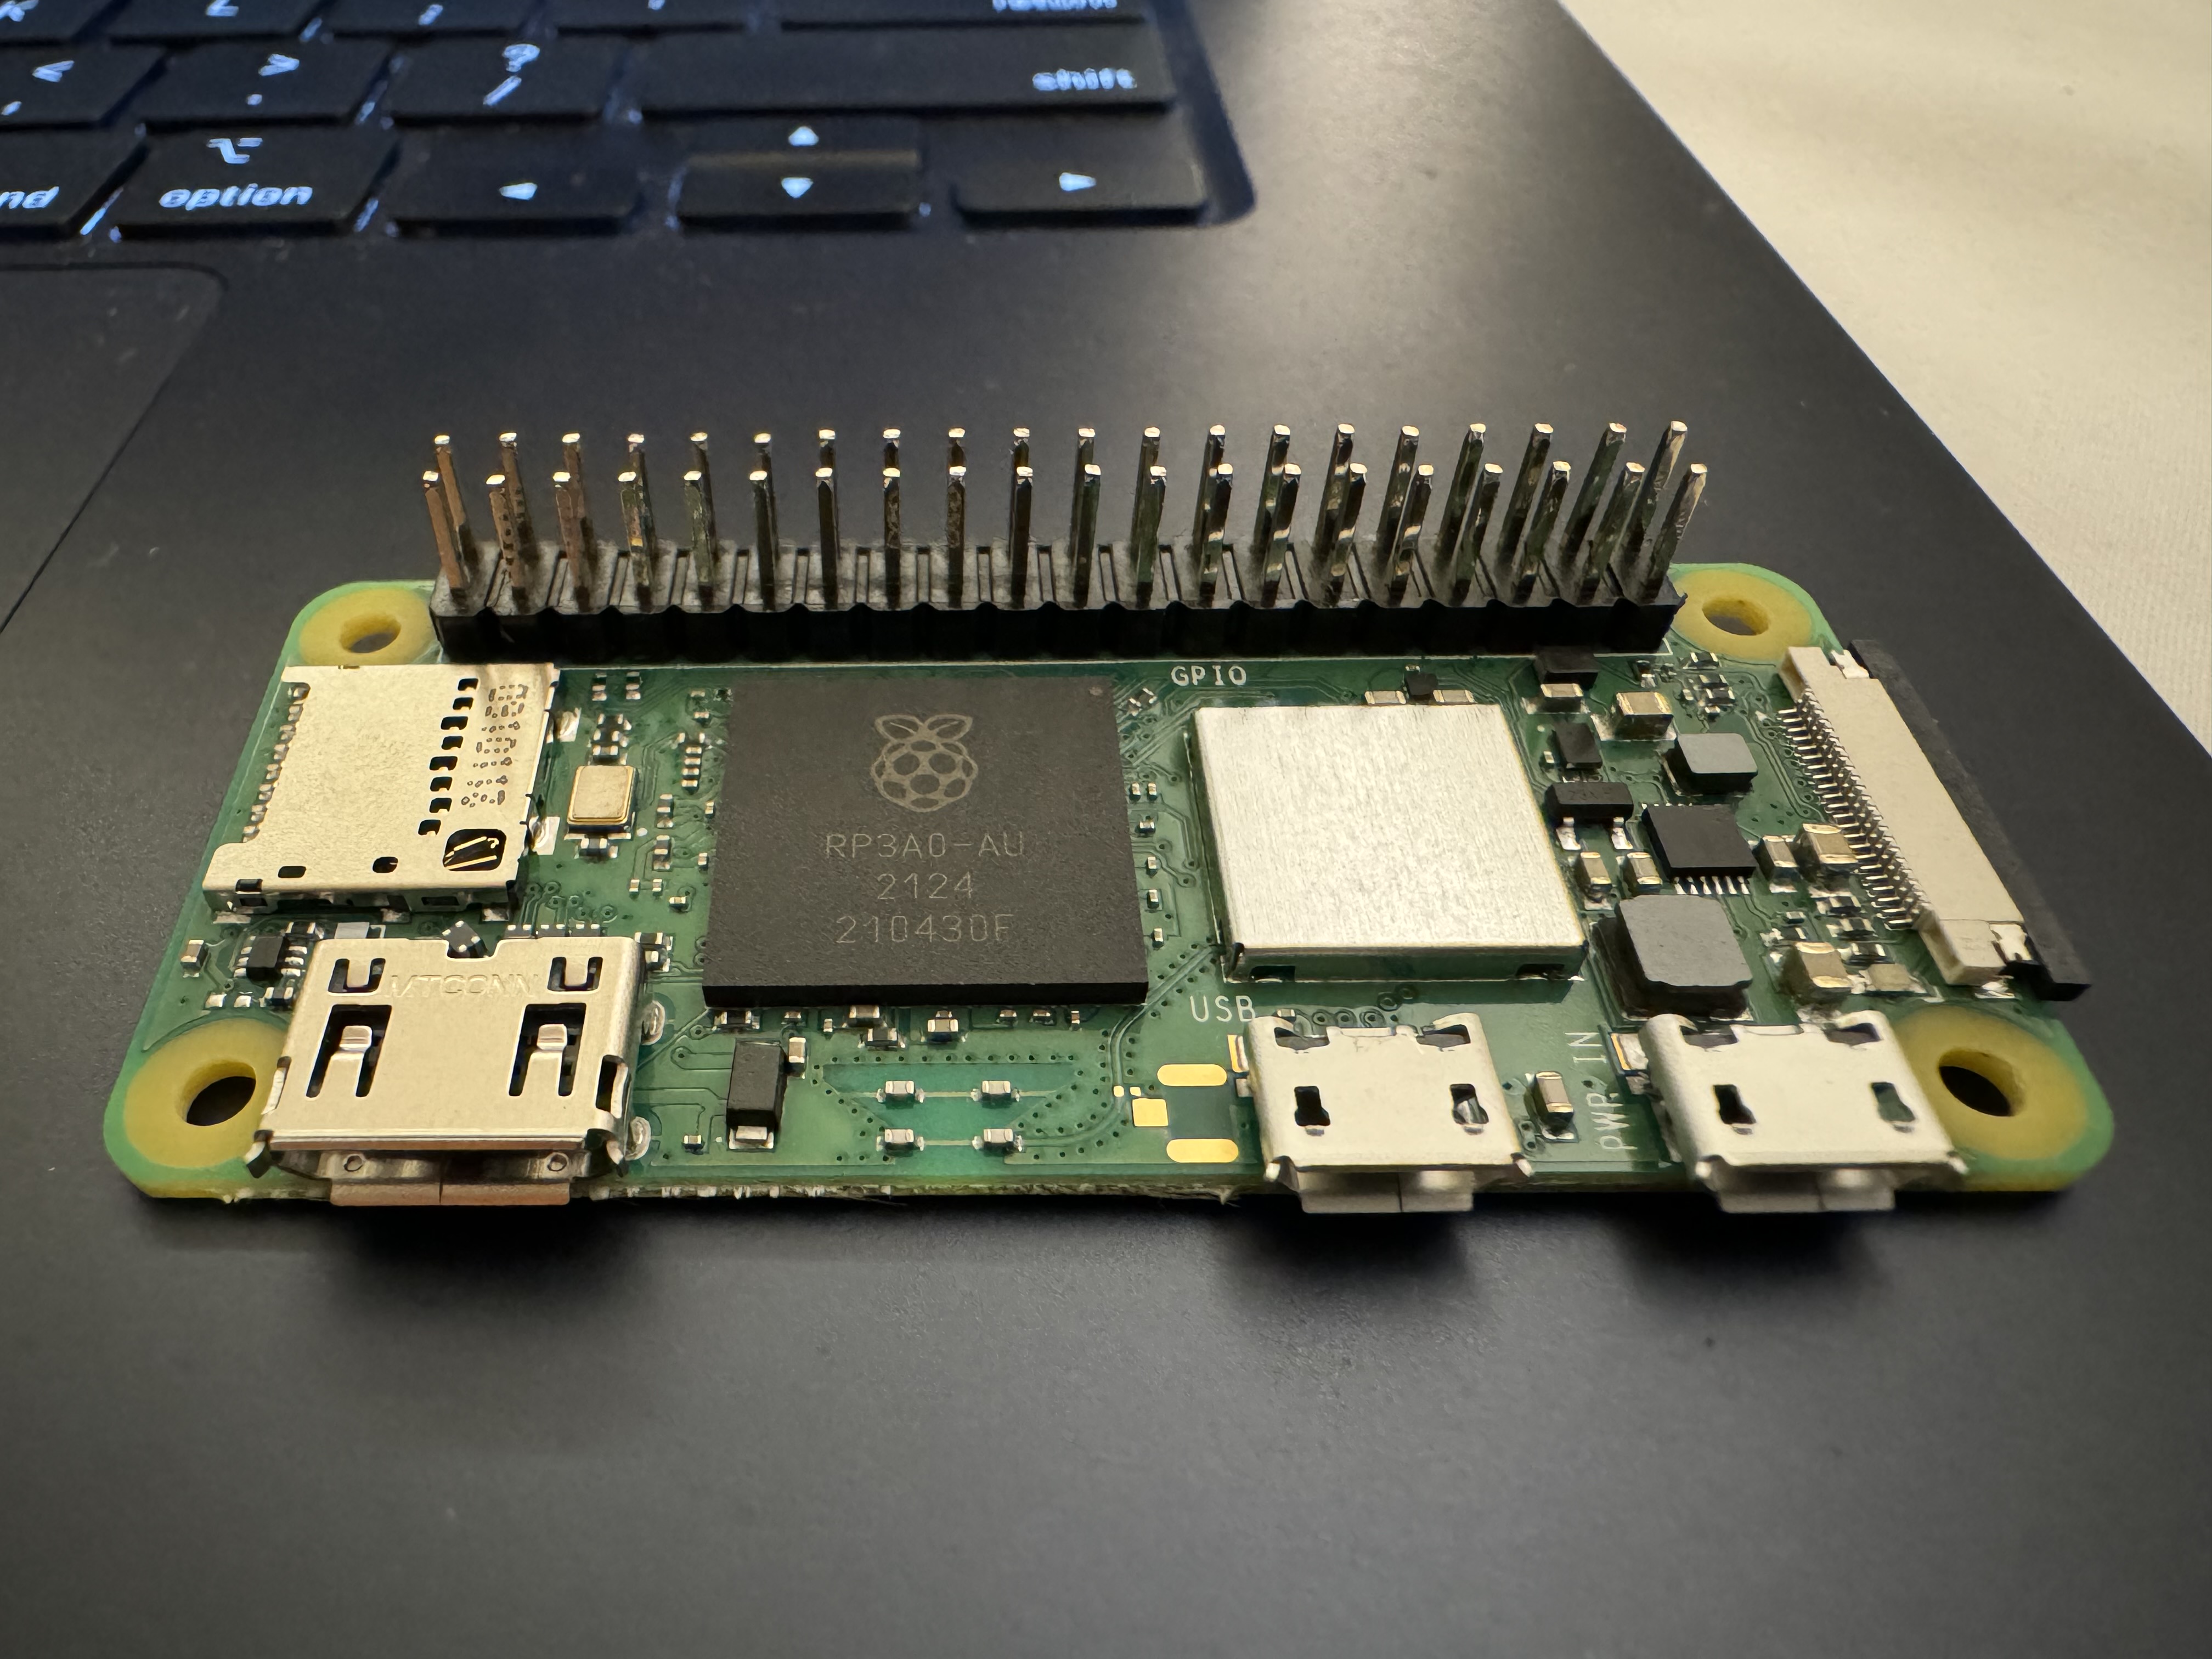 <
>
?
/
shift
option
GPIO
RP3A0-AU
2124
210430F
USB
PWR IN